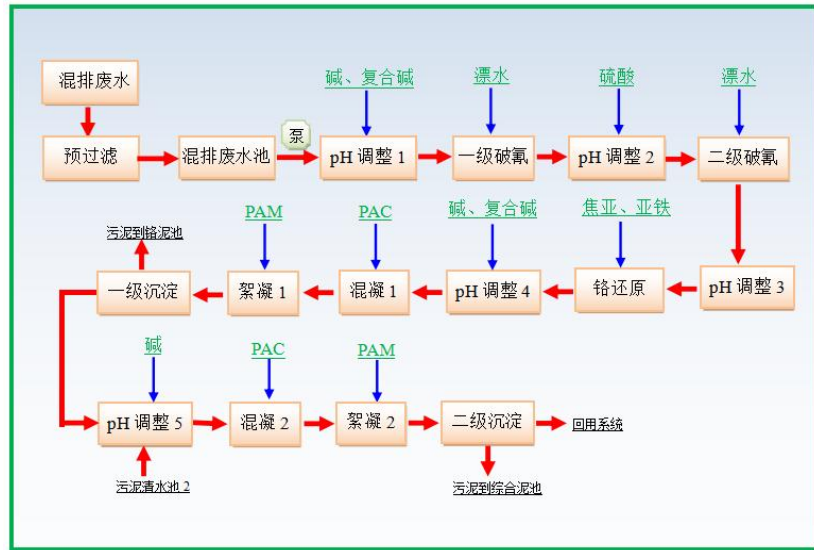 混排废水
碱、复合碱
漂水
硫酸
漂水
预过滤
混排废水池
泵
pH 调整 1
一级破氰
pH 调整 2
二级破氰
污泥到铬泥池
PAM
PAC
碱、复合碱
焦亚、亚铁
一级沉淀
絮凝 1
混凝 1
pH 调整 4
铬还原
pH 调整 3
碱
PAC
PAM
pH 调整 5
混凝 2
絮凝 2
二级沉淀
回用系统
污泥清水池 2
污泥到综合泥池